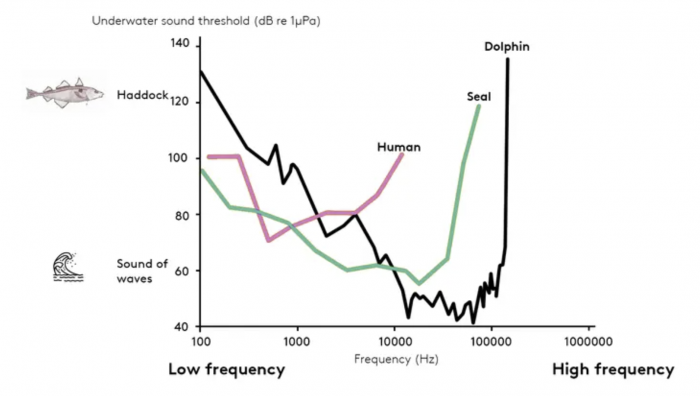 Underwater sound threshold (dB re 1µPa)
140
Dolphin
Haddock
120
Seal
100
Human
80
Sound of
waves
60
40
100
1000
10000
100000
1000000
Frequency (Hz)
Low frequency
High frequency